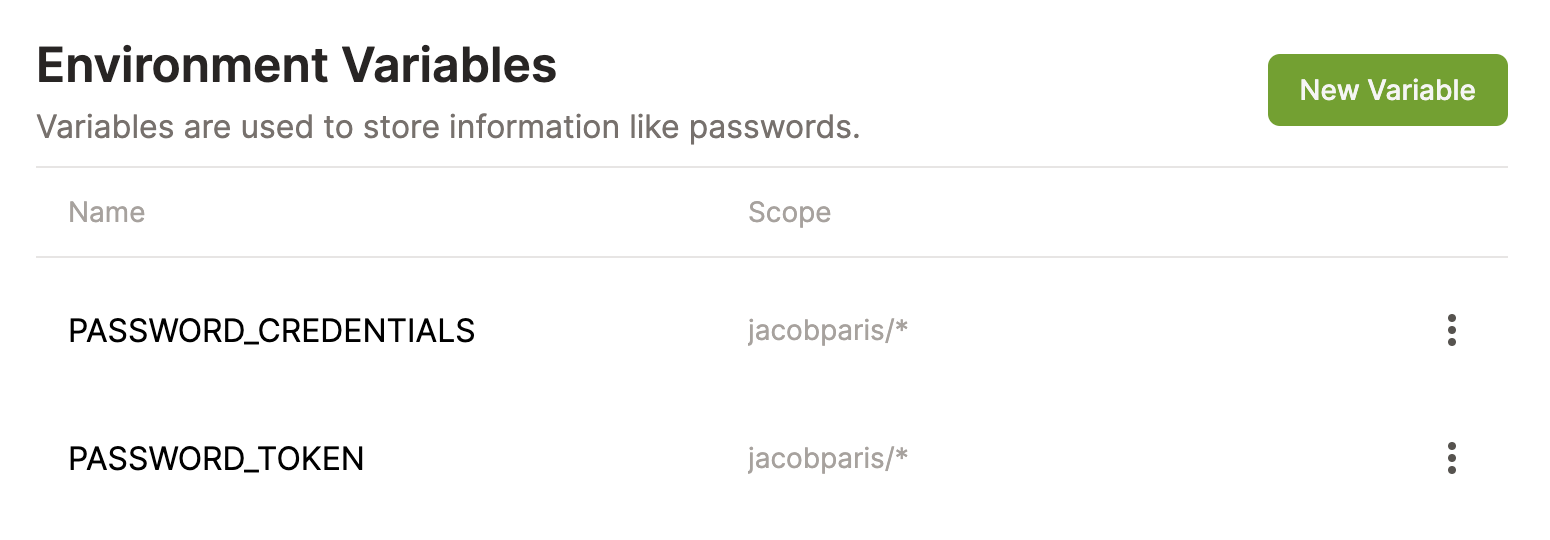 Environment Variables
New Variable
Variables are used to store information like passwords.
Name Scope
PASSWORD_CREDENTIALS jacobparis/*
PASSWORD_TOKEN jacobparis/*